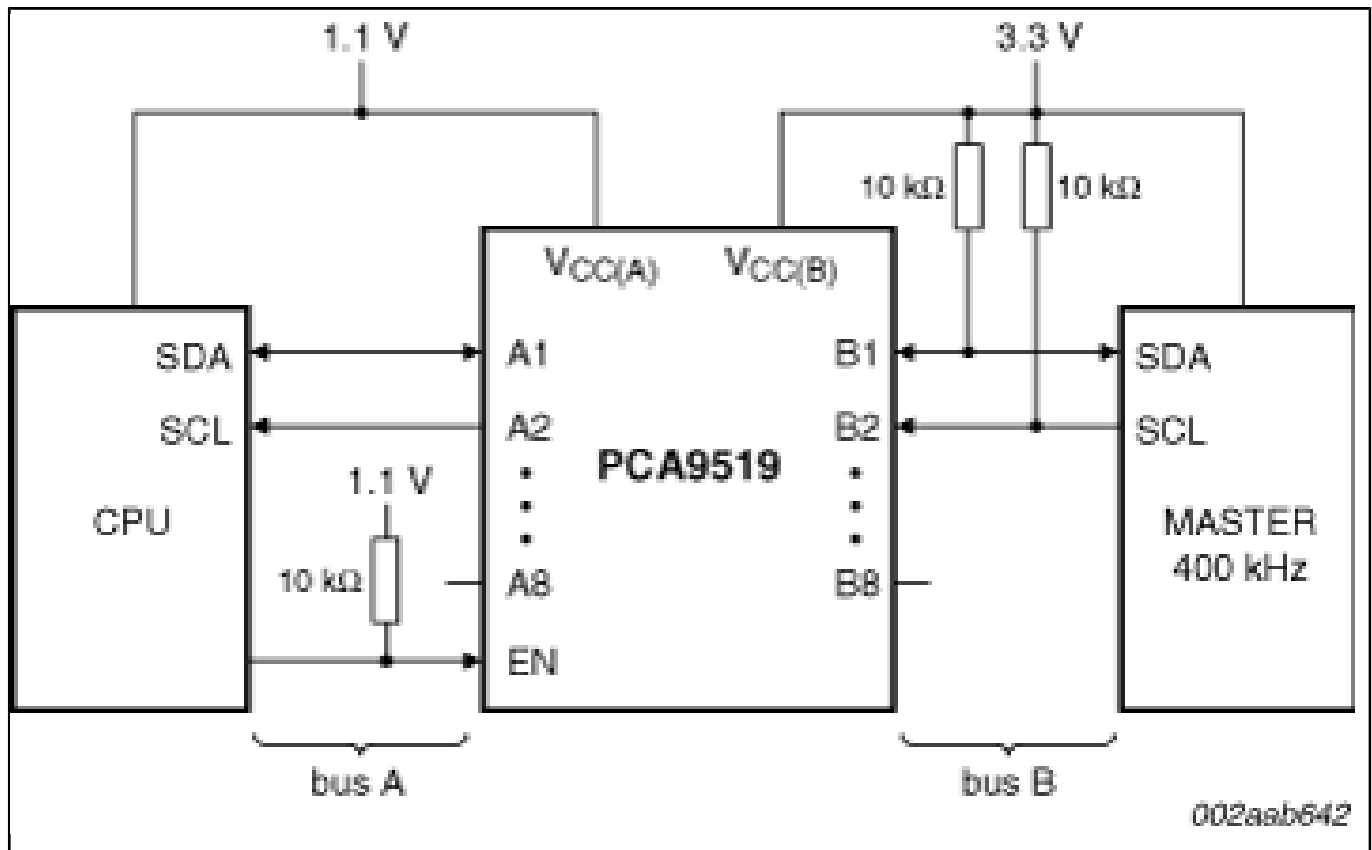 1.1 V
3.3 V
10 kΩ
10 kΩ
VCC(A)
VCC(B)
SDA
A1
B1
SDA
SCL
A2
B2
SCL
PCA9519
1.1 V
CPU
MASTER
400 kHz
10 kΩ
A8
B8
EN
bus A
bus B
002aab642